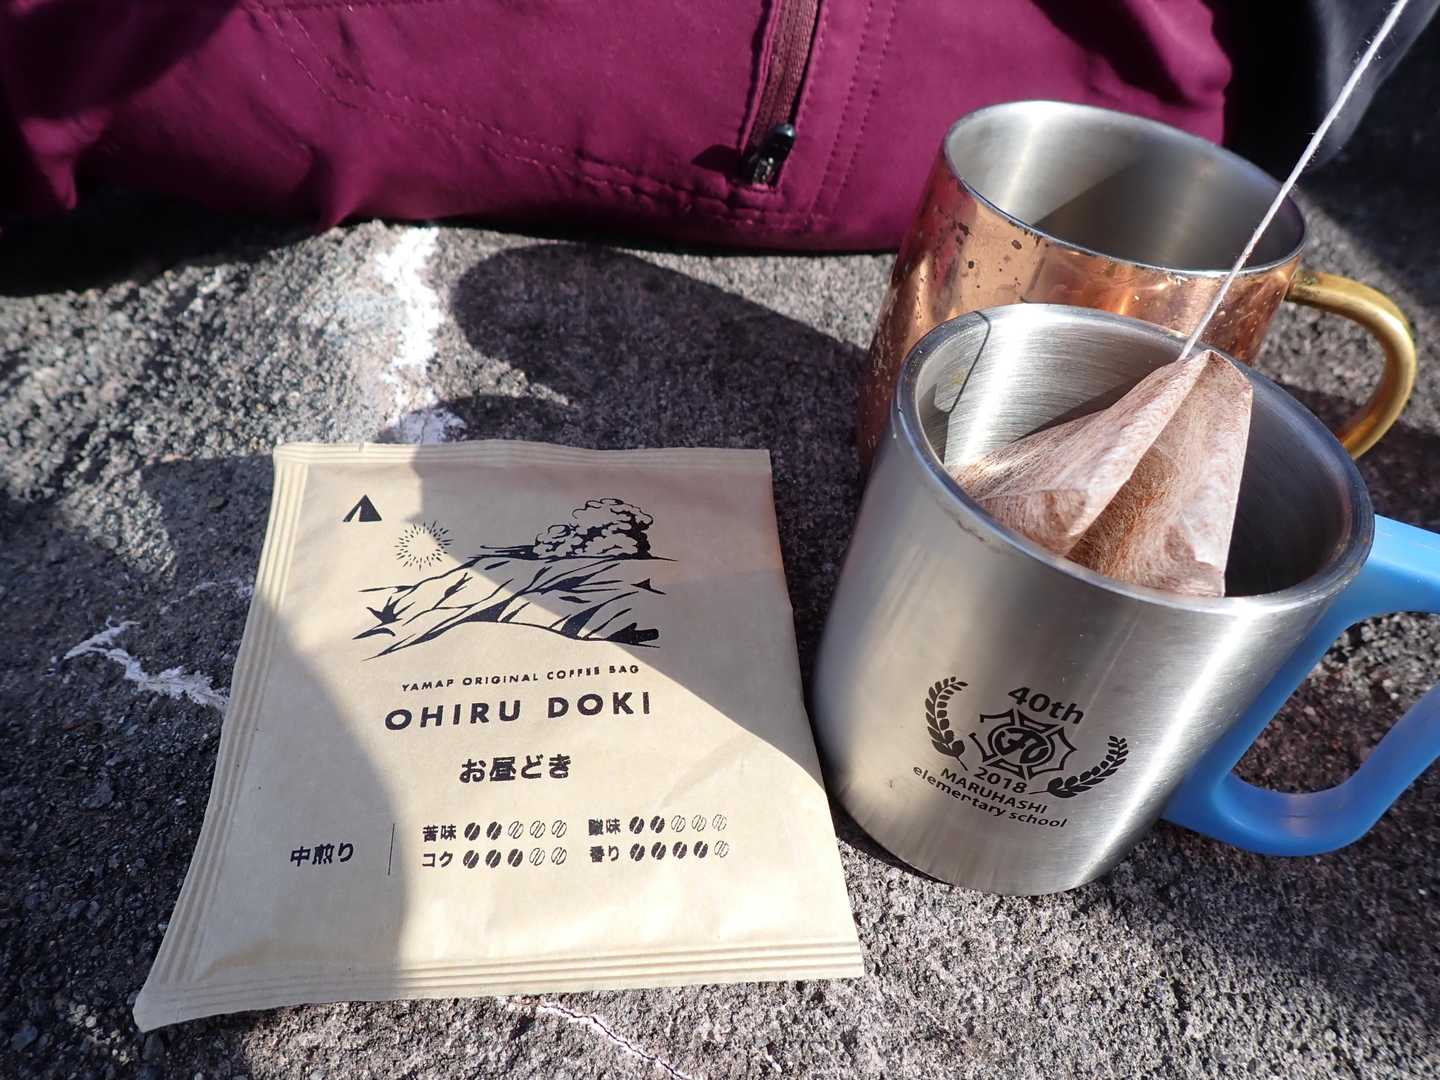 YAMAP ORIGINAL COFFEE BAG
OHIRU DOKI
お昼どき
中煎り
苦味 酸味
コク 香り
40th
2018
MARUHASHI
elementary school